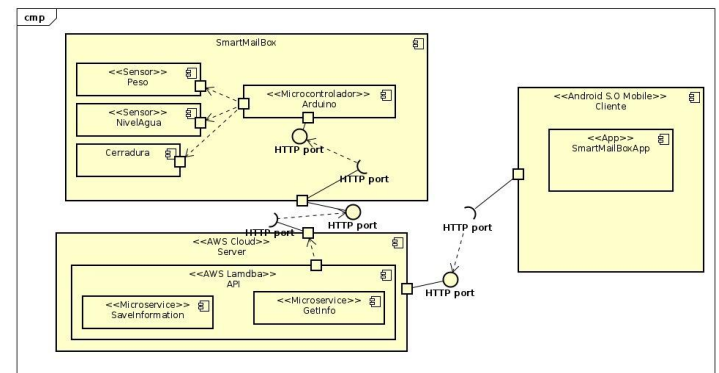 cmp
SmartMailBox
<<Sensor>>
Peso
<<Sensor>>
NivelAgua
Cerradura
<<Microcontrolador>>
Arduino
HTTP port
HTTP port
<<Android S.O Mobile>>
Cliente
<<App>>
SmartMailBoxApp
HTTP port
HTTP port
HTTP port
HTTP port
<<AWS Cloud>>
Server
<<AWS Lamdba>>
API
<<Microservice>>
SaveInformation
<<Microservice>>
GetInfo